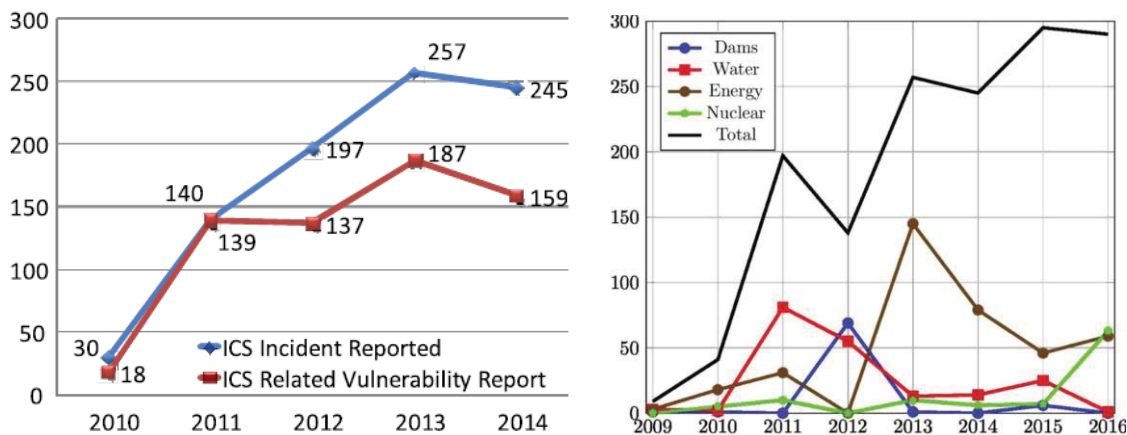 300
250
200
150
100
50
0
257
245
197
187
140
159
139
137
30
18
ICS Incident Reported
ICS Related Vulnerability Report
2010 2011 2012 2013 2014
300
250
200
150
100
50
0
Dams
Water
Energy
Nuclear
Total
2009 2010 2011 2012 2013 2014 2015 2016